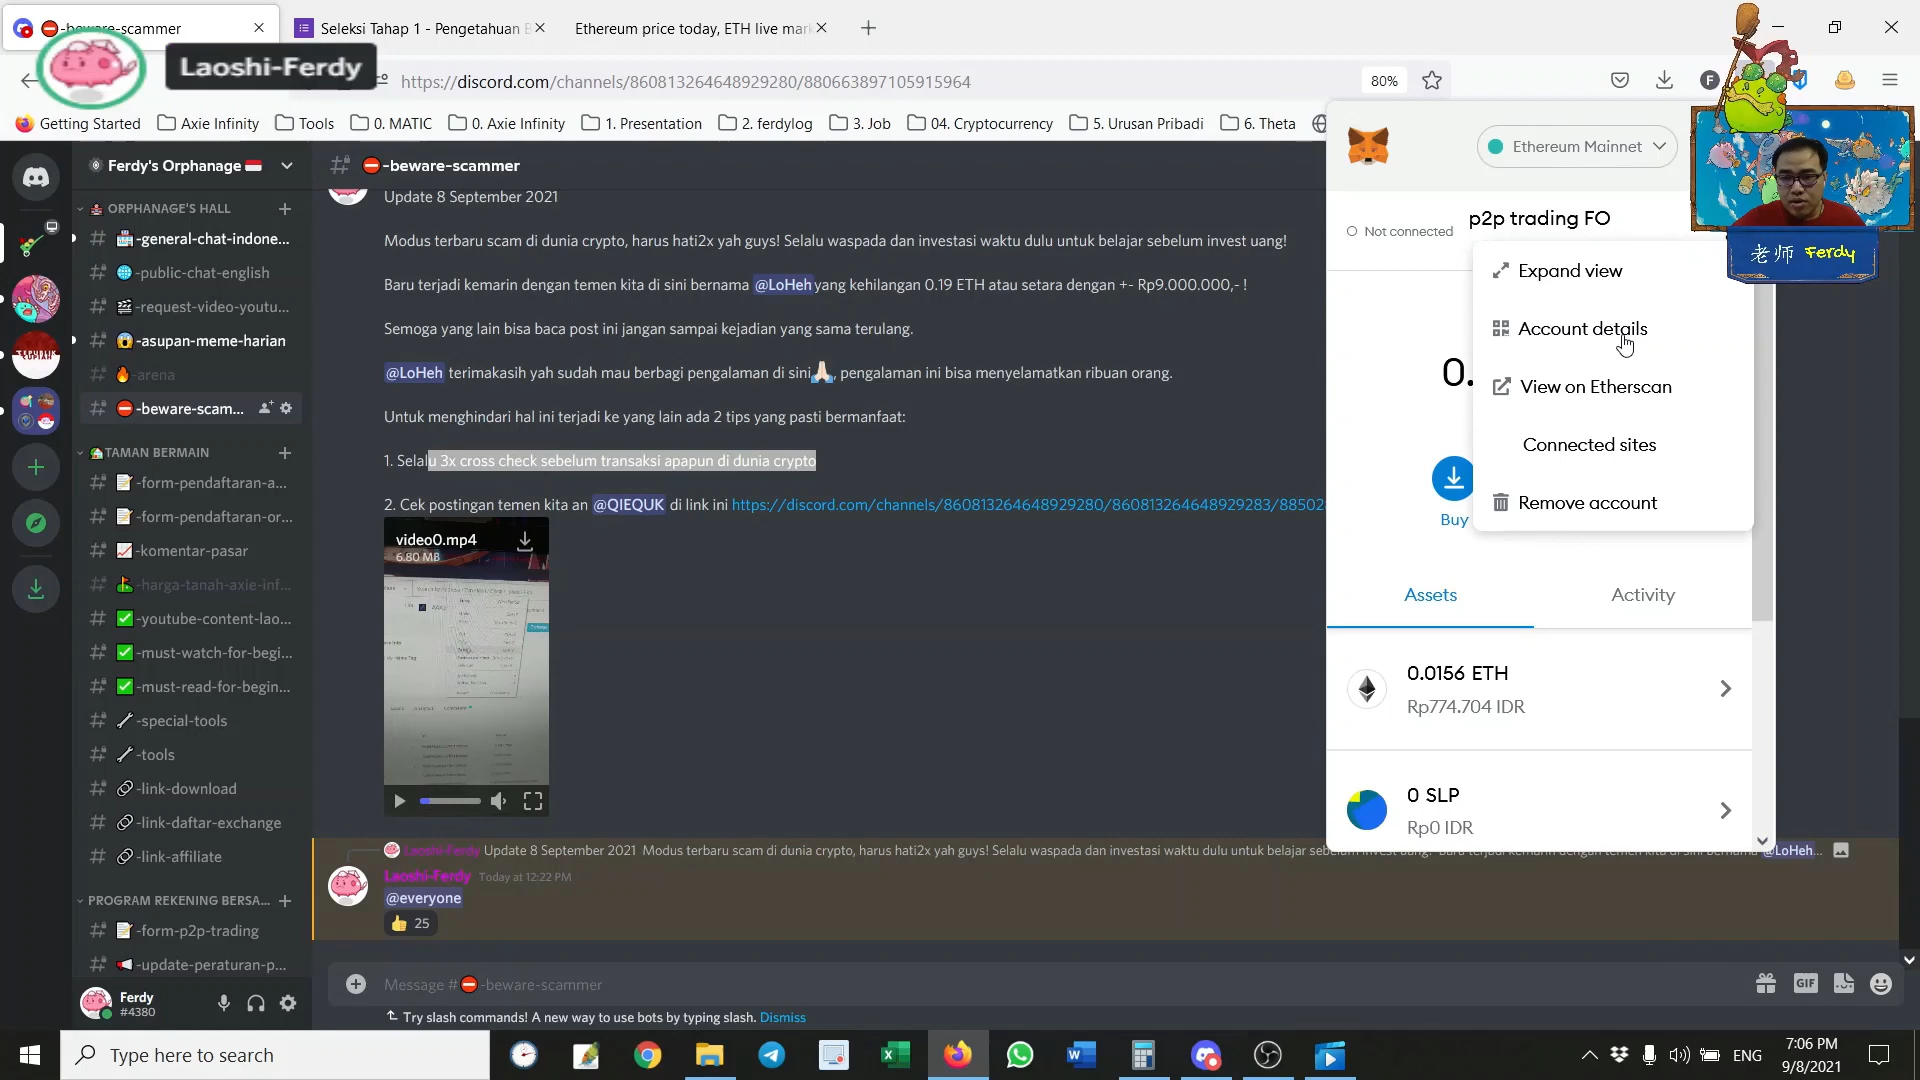 -beware-scammer
Seleksi Tahap 1 - Pengetahuan
Ethereum price today, ETH live mar
Laoshi-Ferdy
https://discord.com/channels/860813264648929280/880663897105915964
80%
Getting Started
Axie Infinity
Tools
0. MATIC
0. Axie Infinity
1. Presentation
2. ferdylog
3. Job
04. Cryptocurrency
5. Urusan Pribadi
6. Theta
Ferdy's Orphanage
ORPHANAGE'S HALL
-general-chat-indone...
-public-chat-english
-request-video-youtu...
-asupan-meme-harian
-arena
-beware-scam...
TAMAN BERMAIN
-form-pendaftaran-a...
-form-pendaftaran-or...
-komentar-pasar
-harga-tanah-axie-inf...
-youtube-content-lao...
-must-watch-for-begi...
-must-read-for-begin...
-special-tools
-tools
-link-download
-link-daftar-exchange
-link-affiliate
PROGRAM REKENING BERSA...
-form-p2p-trading
-update-peraturan-p...
Ferdy
#4380
-beware-scammer
Update 8 September 2021
Modus terbaru scam di dunia crypto, harus hati2x yah guys! Selalu waspada dan investasi waktu dulu untuk belajar sebelum invest uang!
Baru terjadi kemarin dengan temen kita di sini bernama @LoHeh yang kehilangan 0.19 ETH atau setara dengan +- Rp9.000.000,- !
Semoga yang lain bisa baca post ini jangan sampai kejadian yang sama terulang.
@LoHeh terimakasih yah sudah mau berbagi pengalaman di sini🙏🏻, pengalaman ini bisa menyelamatkan ribuan orang.
Untuk menghindari hal ini terjadi ke yang lain ada 2 tips yang pasti bermanfaat:
1. Selalu 3x cross check sebelum transaksi apapun di dunia crypto
2. Cek postingan temen kita an @QIEQUK di link ini https://discord.com/channels/860813264648929280/860813264648929283/88502
video0.mp4
6.80 MB
Laoshi-Ferdy Update 8 September 2021 Modus terbaru scam di dunia crypto, harus hati2x yah guys! Selalu waspada dan investasi waktu dulu untuk belajar sebelum invest uang! Baru terjadi kemarin dengan temen kita di sini bernama @LoHeh...
Laoshi-Ferdy Today at 12:22 PM
@everyone
👍 25
Message #⛔-beware-scammer
Try slash commands! A new way to use bots by typing slash. Dismiss
Ethereum Mainnet
Not connected
p2p trading FO
Expand view
Account details
View on Etherscan
Connected sites
Remove account
0.
Buy
Assets
Activity
0.0156 ETH
Rp774.704 IDR
0 SLP
Rp0 IDR
老师 Ferdy
GIF
Type here to search
ENG
7:06 PM
9/8/2021